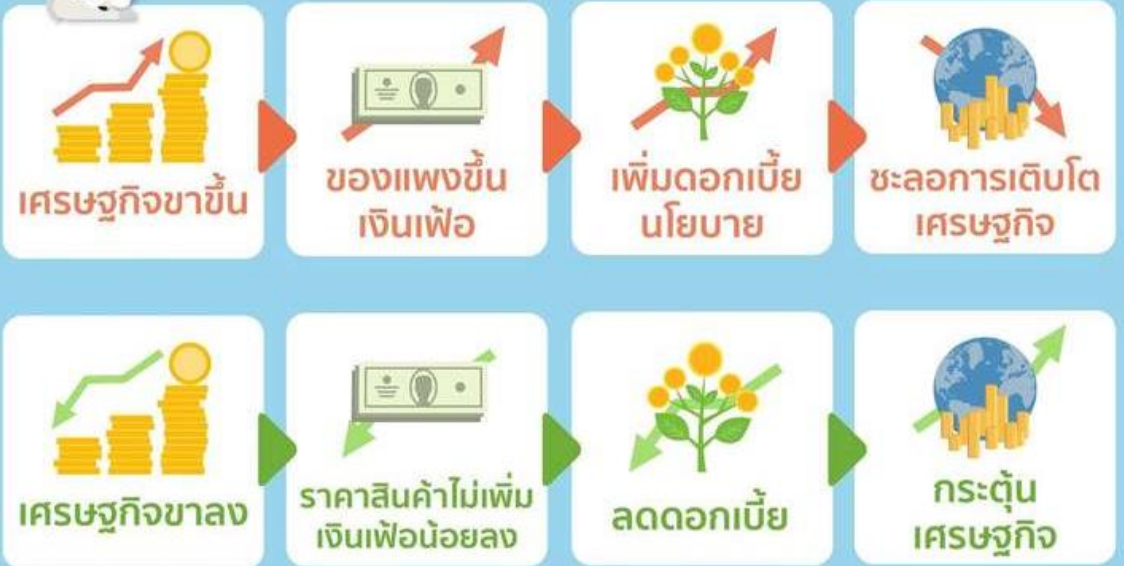 เศรษฐกิจขาขึ้น
ของแพงขึ้น
เงินเฟ้อ
เพิ่มดอกเบี้ย
นโยบาย
ชะลอการเติบโต
เศรษฐกิจ
เศรษฐกิจขาลง
ราคาสินค้าไม่เพิ่ม
เงินเฟ้อน้อยลง
ลดดอกเบี้ย
กระตุ้น
เศรษฐกิจ